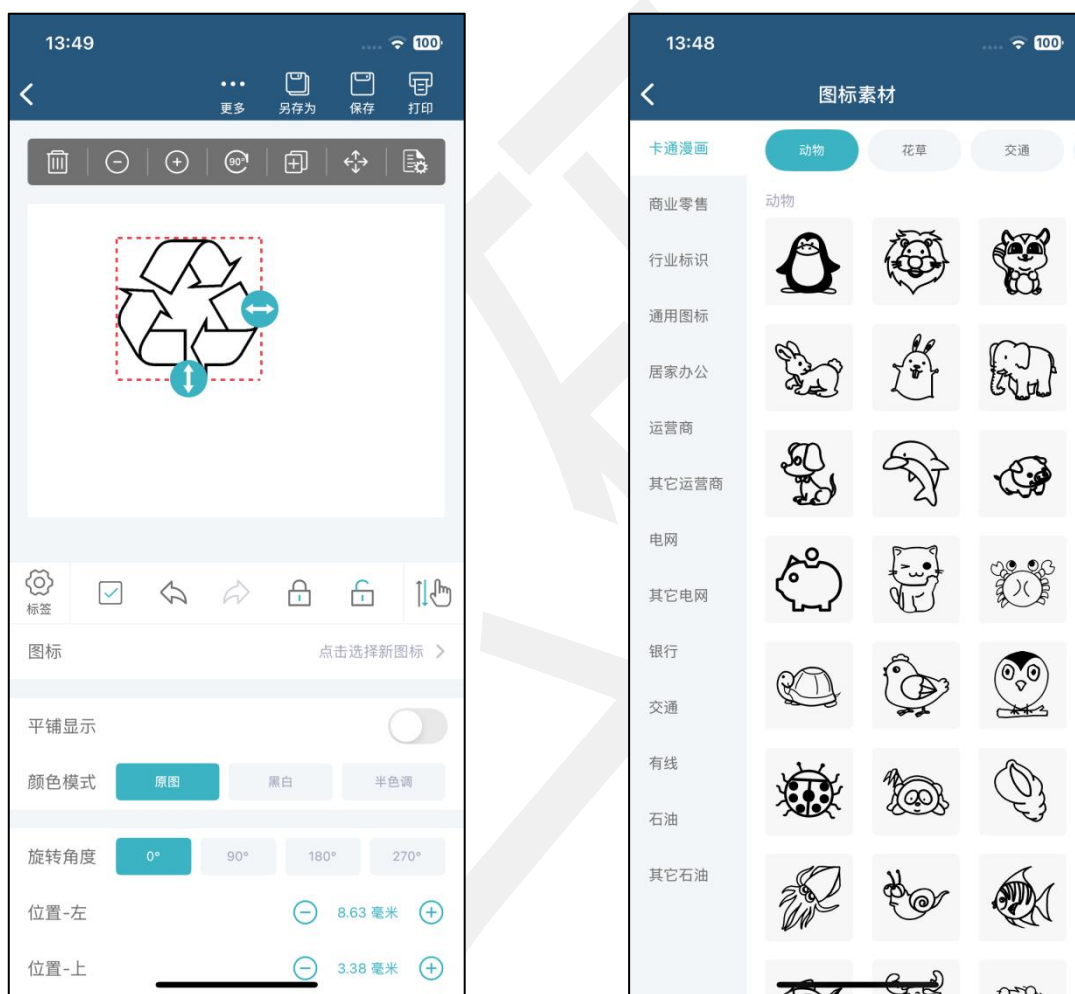 13:49
100
更多
另存为
保存
打印
90°
标签
图标
点击选择新图标
平铺显示
颜色模式
原图
黑白
半色调
旋转角度
0°
90°
180°
270°
位置-左
8.63 毫米
位置-上
3.38 毫米
13:48
100
图标素材
卡通漫画
商业零售
行业标识
通用图标
居家办公
运营商
其它运营商
电网
其它电网
银行
交通
有线
石油
其它石油
动物
花草
交通
动物